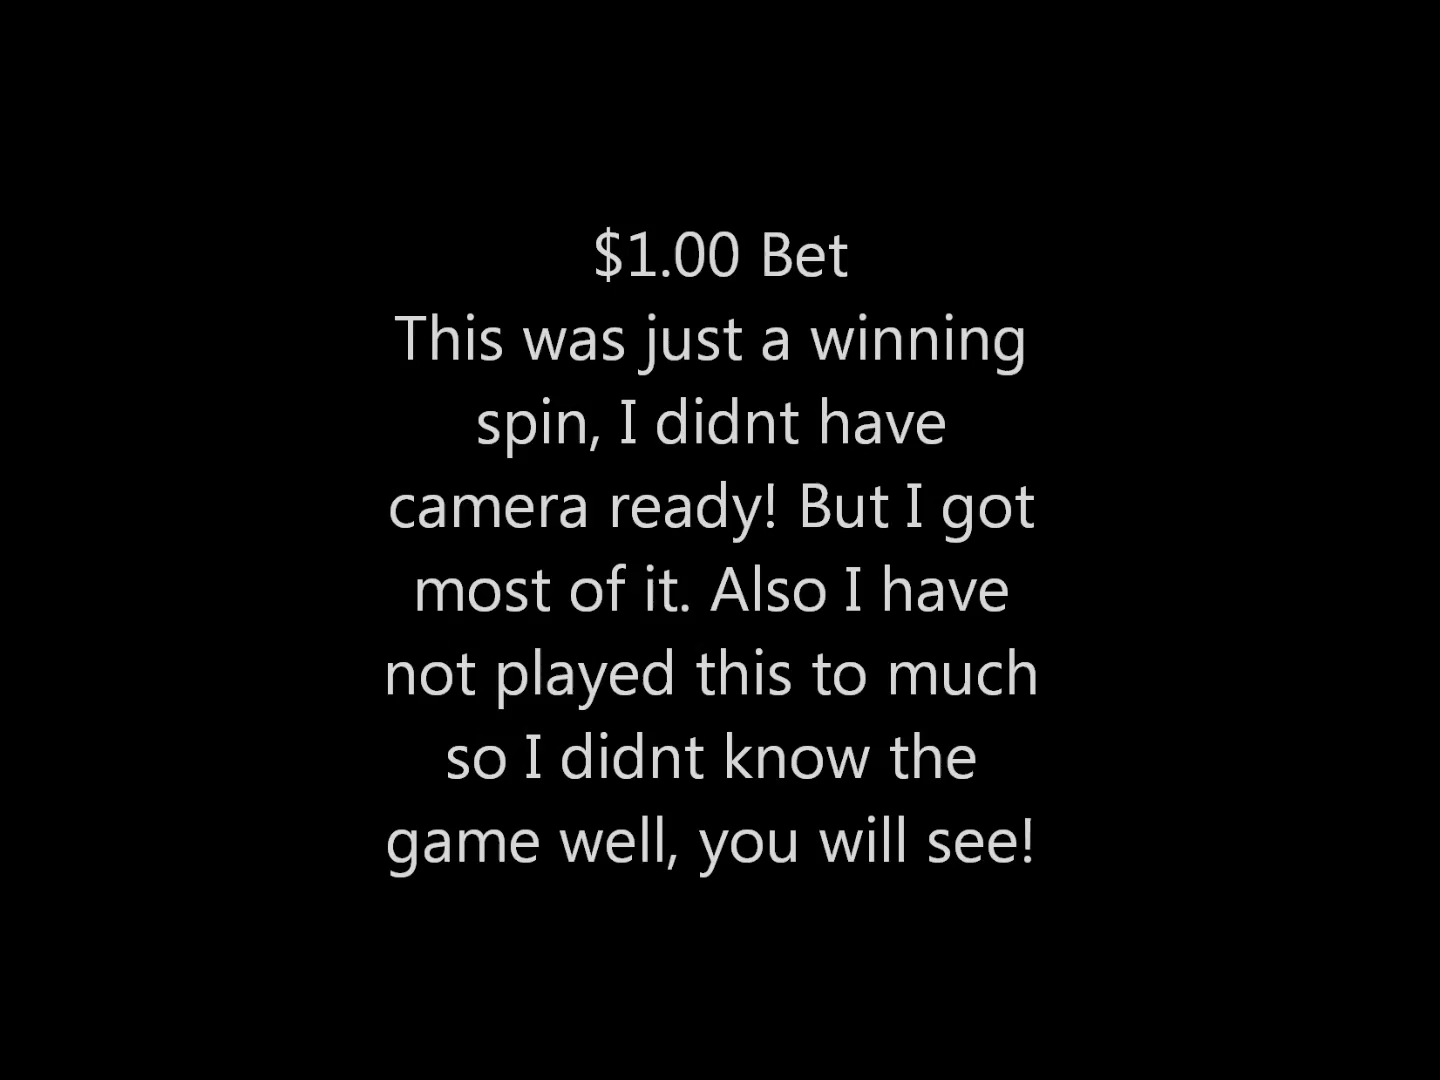 $1.00 Bet
This was just a winning
spin, I didnt have
camera ready! But I got
most of it. Also I have
not played this to much
so I didnt know the
game well, you will see!